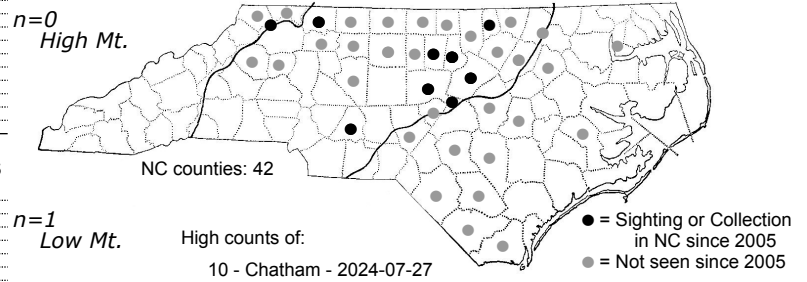 n=0
High Mt.
NC counties: 42
n=1
Low Mt.
High counts of:
10 - Chatham - 2024-07-27
● = Sighting or Collection
in NC since 2005
● = Not seen since 2005